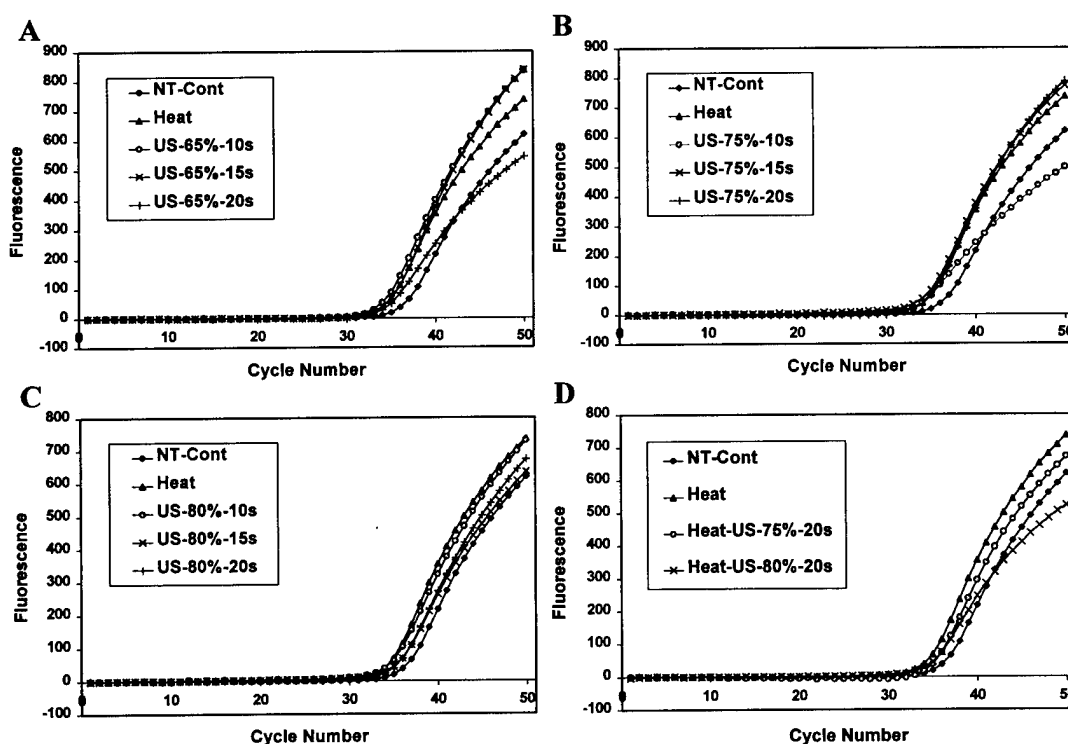 A
900
800
700
600
500
400
300
200
100
0
-100
Fluorescence
NT-Cont
Heat
US-65%-10s
US-65%-15s
US-65%-20s
0 10 20 30 40 50
Cycle Number
B
900
800
700
600
500
400
300
200
100
0
-100
Fluorescence
NT-Cont
Heat
US-75%-10s
US-75%-15s
US-75%-20s
0 10 20 30 40 50
Cycle Number
C
800
700
600
500
400
300
200
100
0
-100
Fluorescence
NT-Cont
Heat
US-80%-10s
US-80%-15s
US-80%-20s
0 10 20 30 40 50
Cycle Number
D
800
700
600
500
400
300
200
100
0
-100
Fluorescence
NT-Cont
Heat
Heat-US-75%-20s
Heat-US-80%-20s
0 10 20 30 40 50
Cycle Number